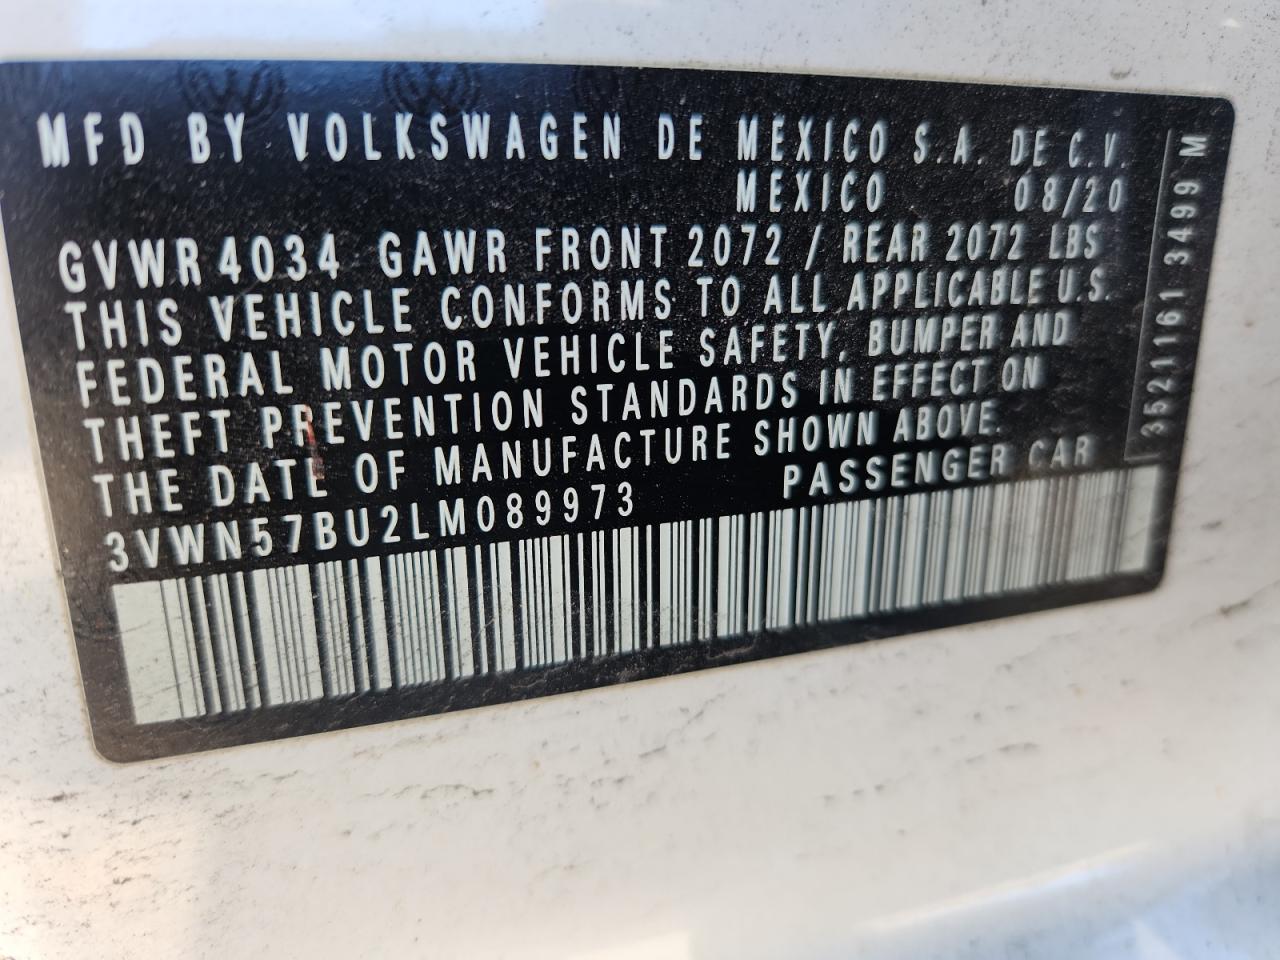 MFD BY VOLKSWAGEN DE MEXICO S.A. DE C.V.
MEXICO 08/20
GVWR 4034 GAWR FRONT 2072 / REAR 2072 LBS
THIS VEHICLE CONFORMS TO ALL APPLICABLE U.S.
FEDERAL MOTOR VEHICLE SAFETY, BUMPER AND
THEFT PREVENTION STANDARDS IN EFFECT ON
THE DATE OF MANUFACTURE SHOWN ABOVE.
3VWN57BU2LM089973 PASSENGER CAR
35211161 3499 M